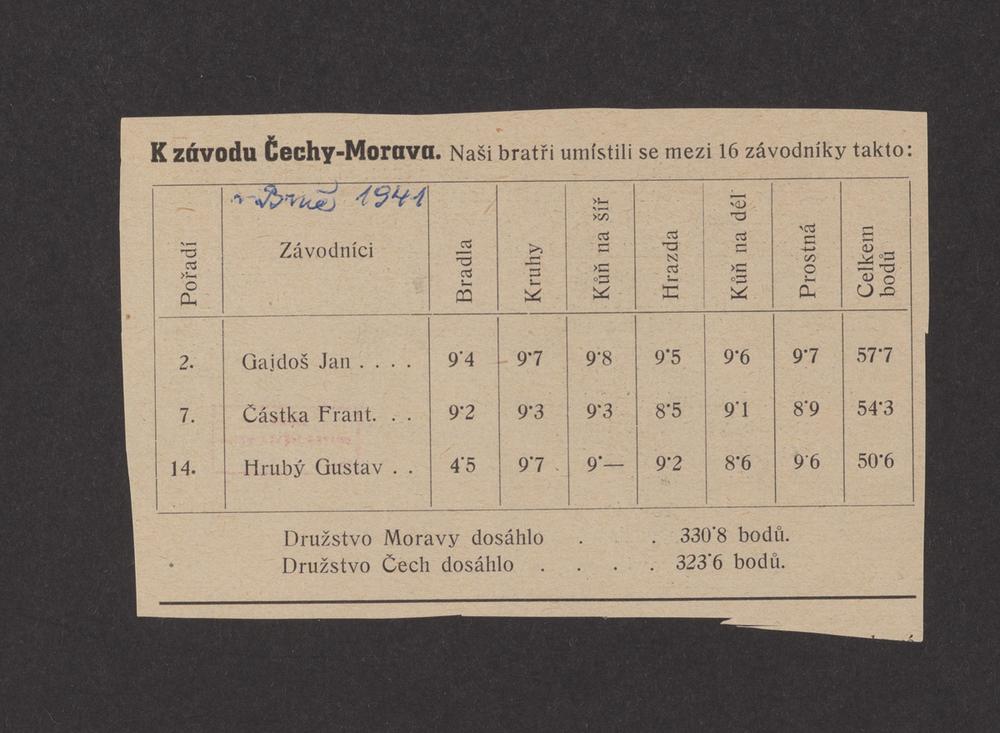 K závodu Čechy-Morava. Naši bratři umístili se mezi 16 závodníky takto:
v Brně 1941
Pořadí Závodníci Bradla Kruhy Kůň na šíř Hrazda Kůň na dél Prostná Celkem bodů
2. Gajdoš Jan . . . . 9˙4 9˙7 9˙8 9˙5 9˙6 9˙7 57˙7
7. Částka Frant. . . 9˙2 9˙3 9˙3 8˙5 9˙1 8˙9 54˙3
14. Hrubý Gustav . . 4˙5 9˙7 9˙— 9˙2 8˙6 9˙6 50˙6
Družstvo Moravy dosáhlo . . 330˙8 bodů.
Družstvo Čech dosáhlo . . . . 323˙6 bodů.